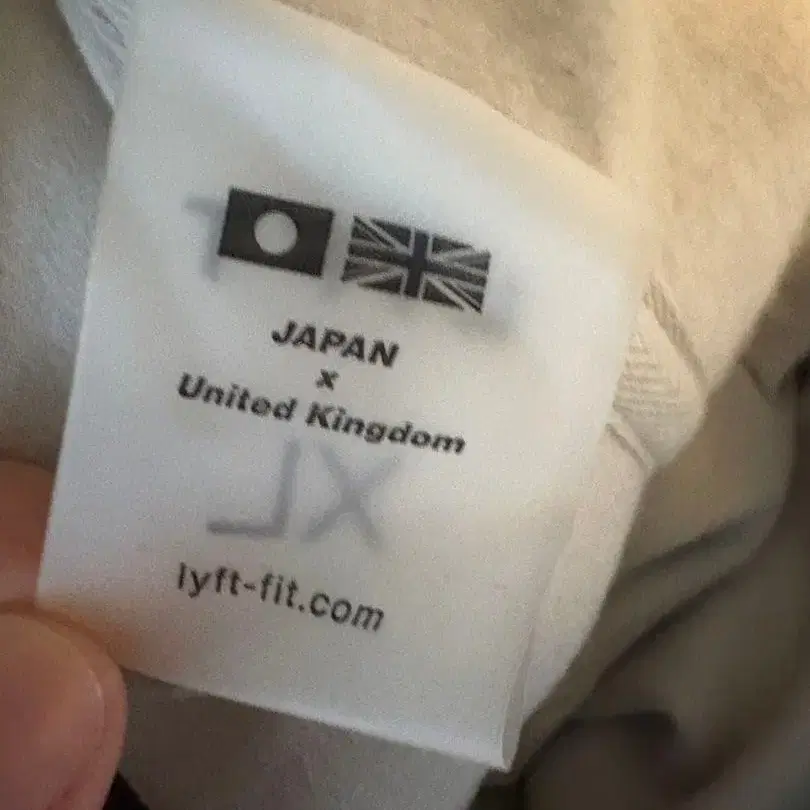 JAPAN
x
United Kingdom
XL
lyft-fit.com